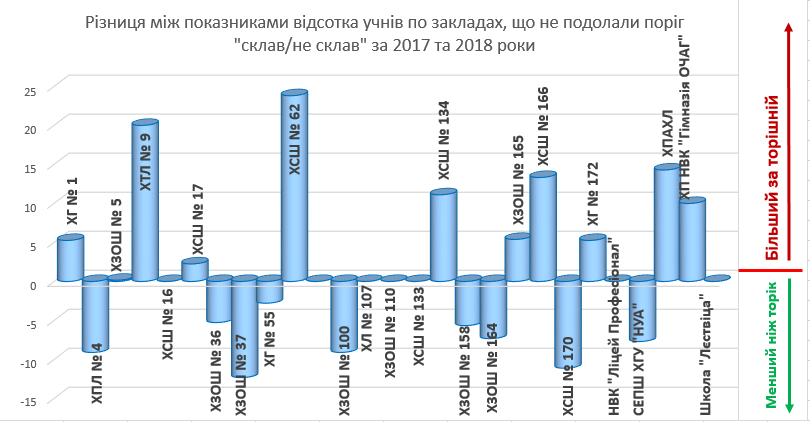 Різниця між показниками відсотка учнів по закладах, що не подолали поріг
"склав/не склав" за 2017 та 2018 роки
25
20
15
10
5
0
-5
-10
-15
ХГ № 1
ХПЛ № 4
ХЗОШ № 5
ХТЛ № 9
ХСШ № 16
ХСШ № 17
ХЗОШ № 36
ХЗОШ № 37
ХГ № 55
ХСШ № 62
ХЗОШ № 100
ХЛ № 107
ХЗОШ № 110
ХСШ № 133
ХСШ № 134
ХЗОШ № 158
ХЗОШ № 164
ХЗОШ № 165
ХСШ № 166
ХСШ № 170
ХГ № 172
НВК "Ліцей Професіонал"
СЕПШ ХГУ "НУА"
ХПАХЛ
ХП НВК "Гімназія ОЧАГ"
Школа "Лєствіца"
Більший за торішній
Менший ніж торік